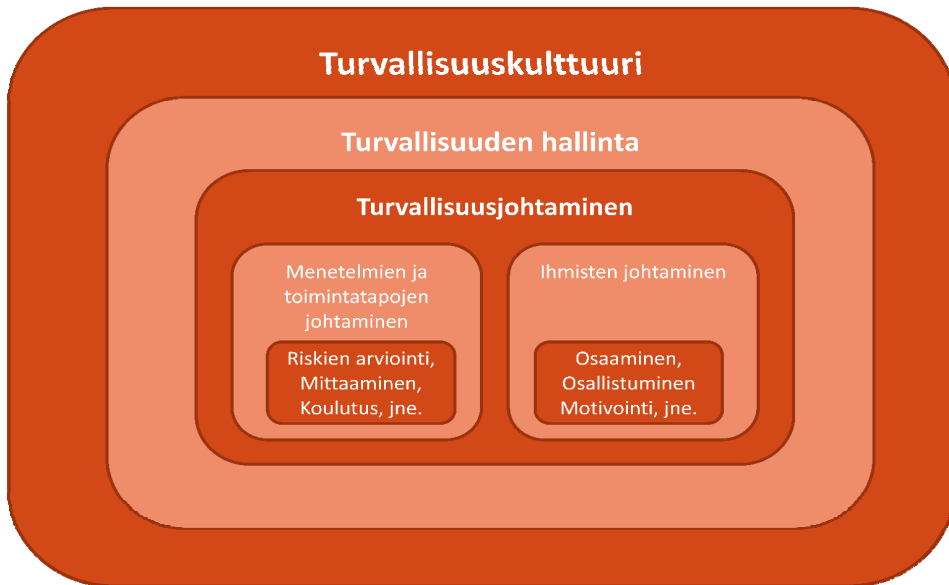 Turvallisuuskulttuuri
Turvallisuuden hallinta
Turvallisuusjohtaminen
Menetelmien ja
toimintatapojen
johtaminen
Riskien arviointi,
Mittaaminen,
Koulutus, jne.
Ihmisten johtaminen
Osaaminen,
Osallistuminen
Motivointi, jne.